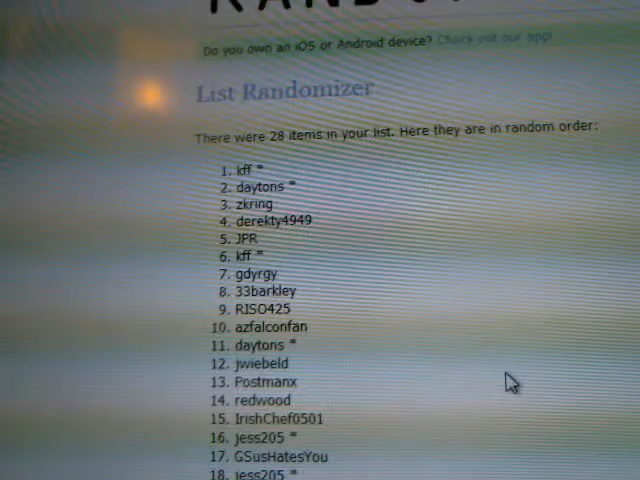 Do you own an iOS or Android device? Check out our app!
List Randomizer
There were 28 items in your list. Here they are in random order:
1. kff *
2. daytons *
3. zkring
4. derekty4949
5. JPR
6. kff *
7. gdyrgy
8. 33barkley
9. RISO425
10. azfalconfan
11. daytons *
12. jwiebeld
13. Postmanx
14. redwood
15. IrishChef0501
16. jess205 *
17. GSusHatesYou
18. jess205 *